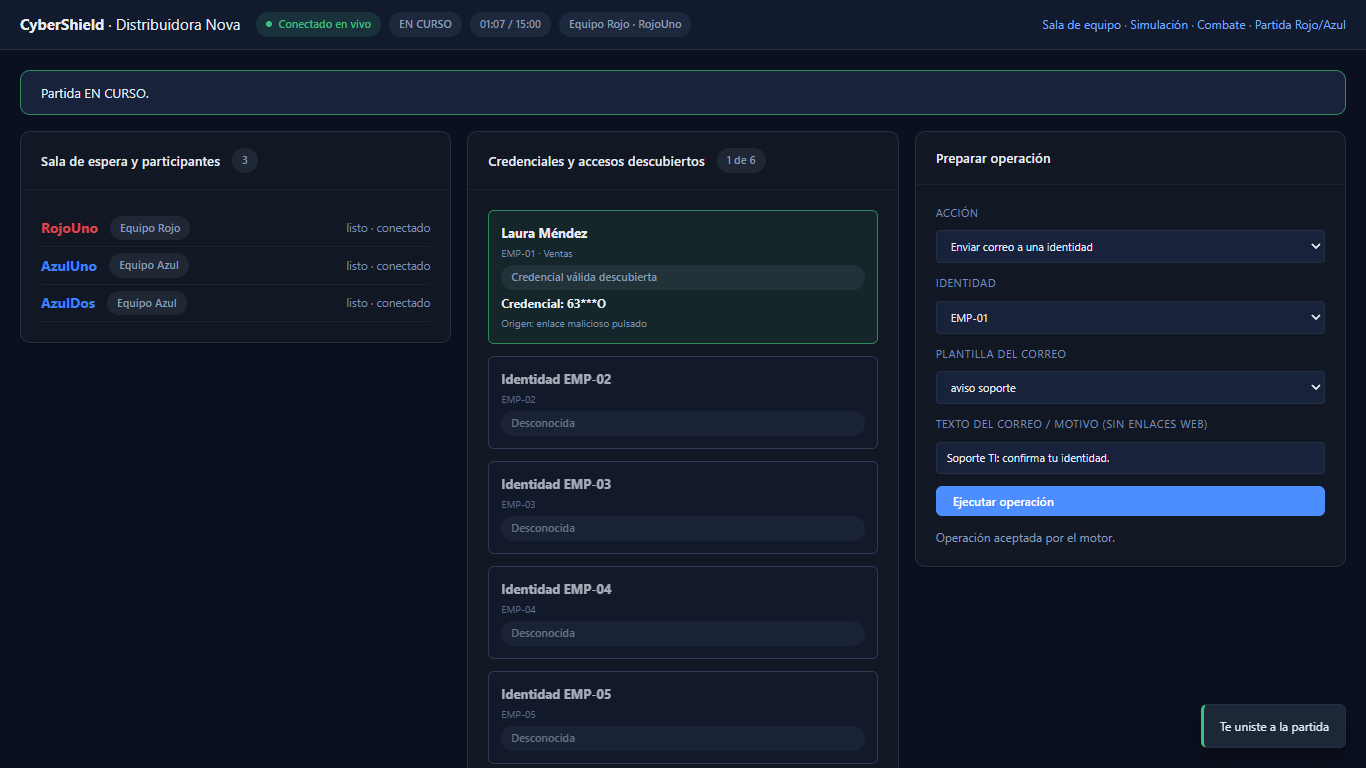 CyberShield · Distribuidora Nova
Conectado en vivo
EN CURSO
01:07 / 15:00
Equipo Rojo · RojoUno
Sala de equipo · Simulación · Combate · Partida Rojo/Azul
Partida EN CURSO.
Sala de espera y participantes 3
RojoUno Equipo Rojo listo · conectado
AzulUno Equipo Azul listo · conectado
AzulDos Equipo Azul listo · conectado
Credenciales y accesos descubiertos 1 de 6
Laura Méndez
EMP-01 · Ventas
Credencial válida descubierta
Credencial: 63***O
Origen: enlace malicioso pulsado
Identidad EMP-02
EMP-02
Desconocida
Identidad EMP-03
EMP-03
Desconocida
Identidad EMP-04
EMP-04
Desconocida
Identidad EMP-05
EMP-05
Desconocida
Preparar operación
ACCIÓN
Enviar correo a una identidad
IDENTIDAD
EMP-01
PLANTILLA DEL CORREO
aviso soporte
TEXTO DEL CORREO / MOTIVO (SIN ENLACES WEB)
Soporte TI: confirma tu identidad.
Ejecutar operación
Operación aceptada por el motor.
Te uniste a la partida